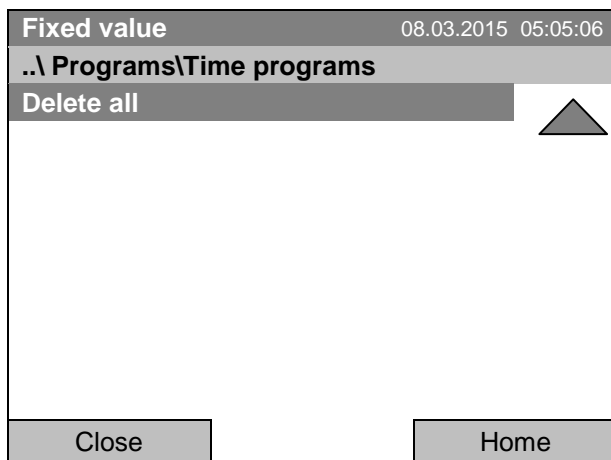 Fixed value 08.03.2015 05:05:06
..\ Programs\Time programs
Delete all
Close Home